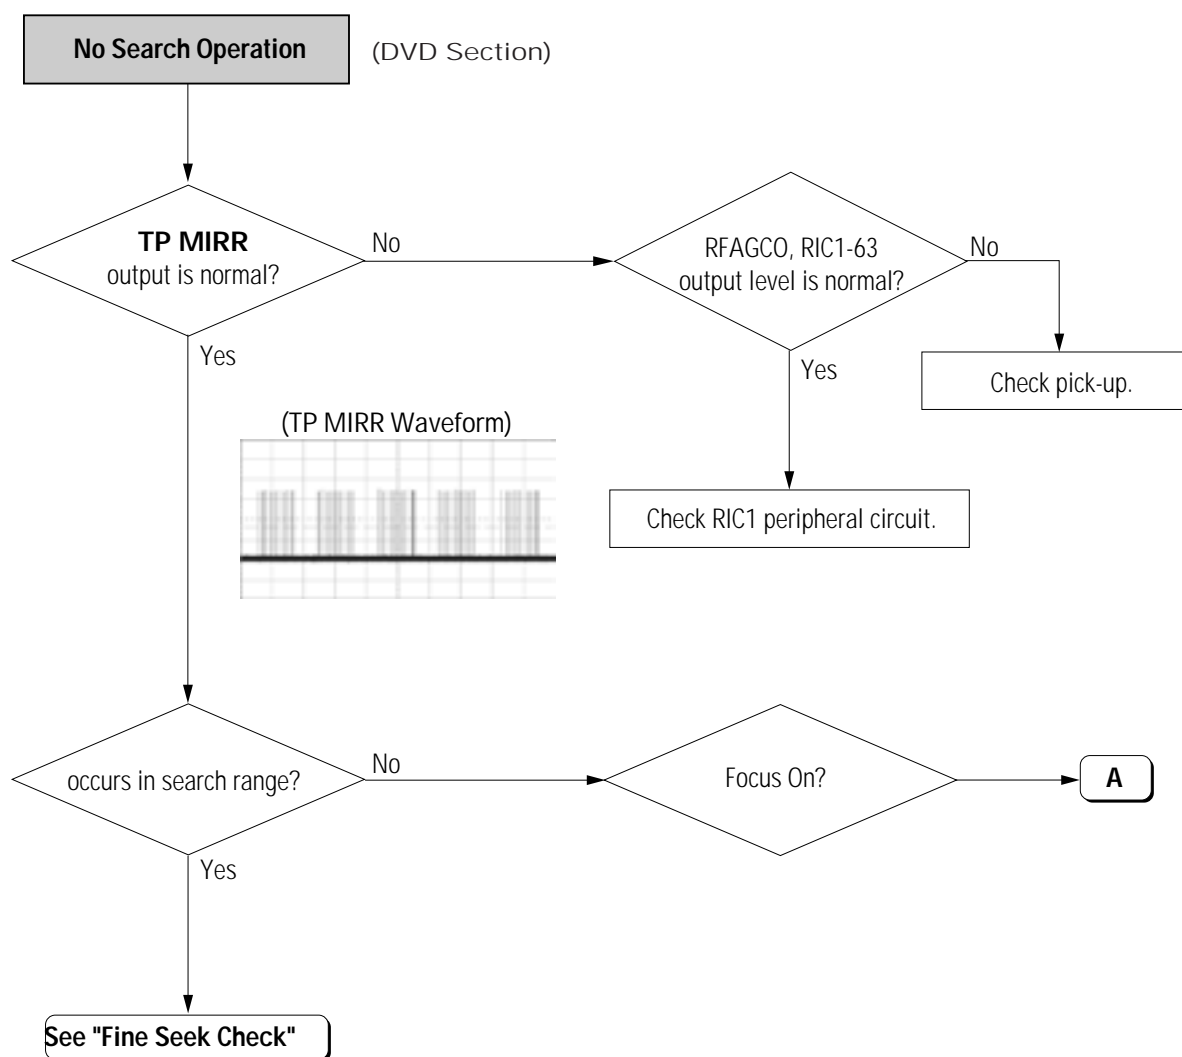 No Search Operation
(DVD Section)
TP MIRR
output is normal?
No
RFAGCO, RIC1-63
output level is normal?
No
Yes
Yes
Check pick-up.
(TP MIRR Waveform)
Check RIC1 peripheral circuit.
occurs in search range?
No
Focus On?
A
Yes
See "Fine Seek Check"